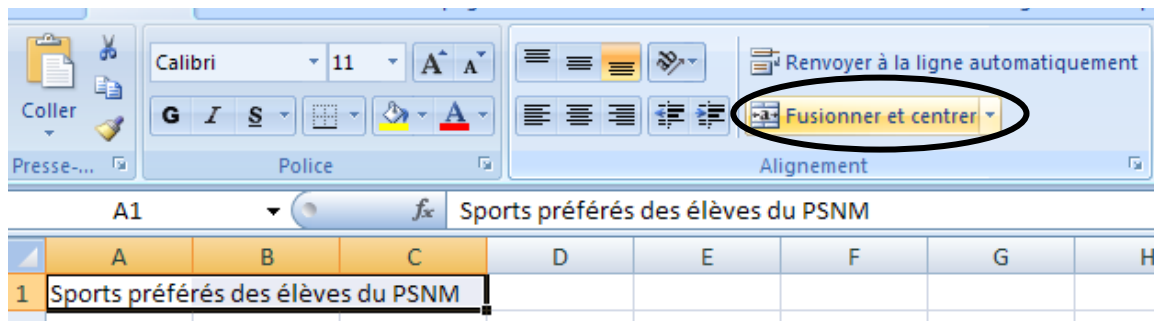 Calibri 11 A A Renvoyer à la ligne automatiquement
Coller G I S A Fusionner et centrer
Presse-... Police Alignement
A1 fx Sports préférés des élèves du PSNM
A B C D E F G H
1 Sports préférés des élèves du PSNM